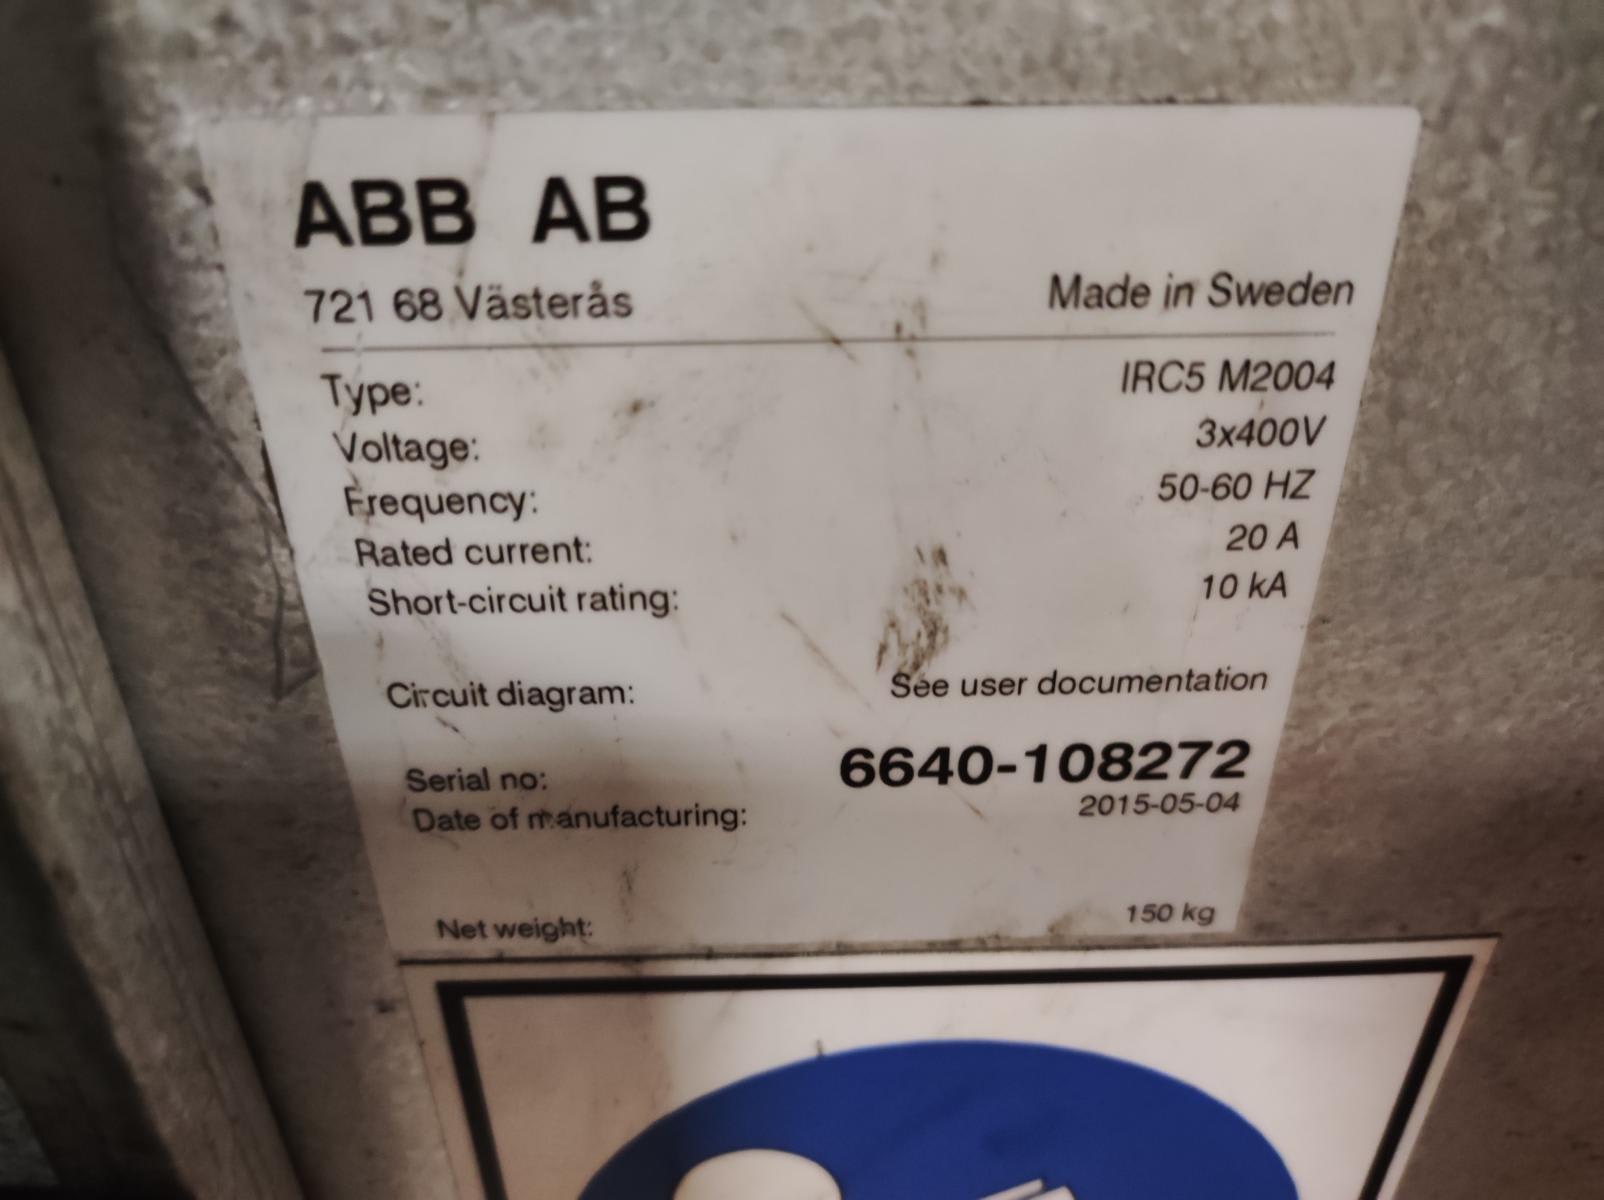 ABB AB
721 68 Västerås Made in Sweden
Type: IRC5 M2004
Voltage: 3x400V
Frequency: 50-60 HZ
Rated current: 20 A
Short-circuit rating: 10 kA
Circuit diagram: See user documentation
Serial no: 6640-108272
Date of manufacturing: 2015-05-04
Net weight: 150 kg